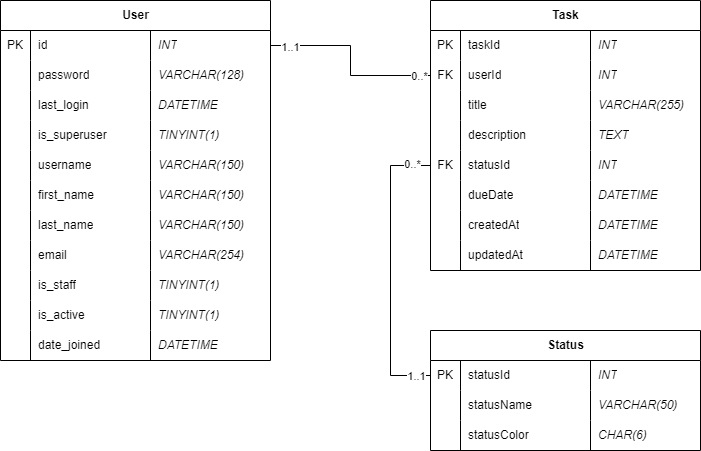 User
PK id INT
password VARCHAR(128)
last_login DATETIME
is_superuser TINYINT(1)
username VARCHAR(150)
first_name VARCHAR(150)
last_name VARCHAR(150)
email VARCHAR(254)
is_staff TINYINT(1)
is_active TINYINT(1)
date_joined DATETIME
1..1
0..*
Task
PK taskId INT
FK userId INT
title VARCHAR(255)
description TEXT
FK statusId INT
dueDate DATETIME
createdAt DATETIME
updatedAt DATETIME
0..*
1..1
Status
PK statusId INT
statusName VARCHAR(50)
statusColor CHAR(6)